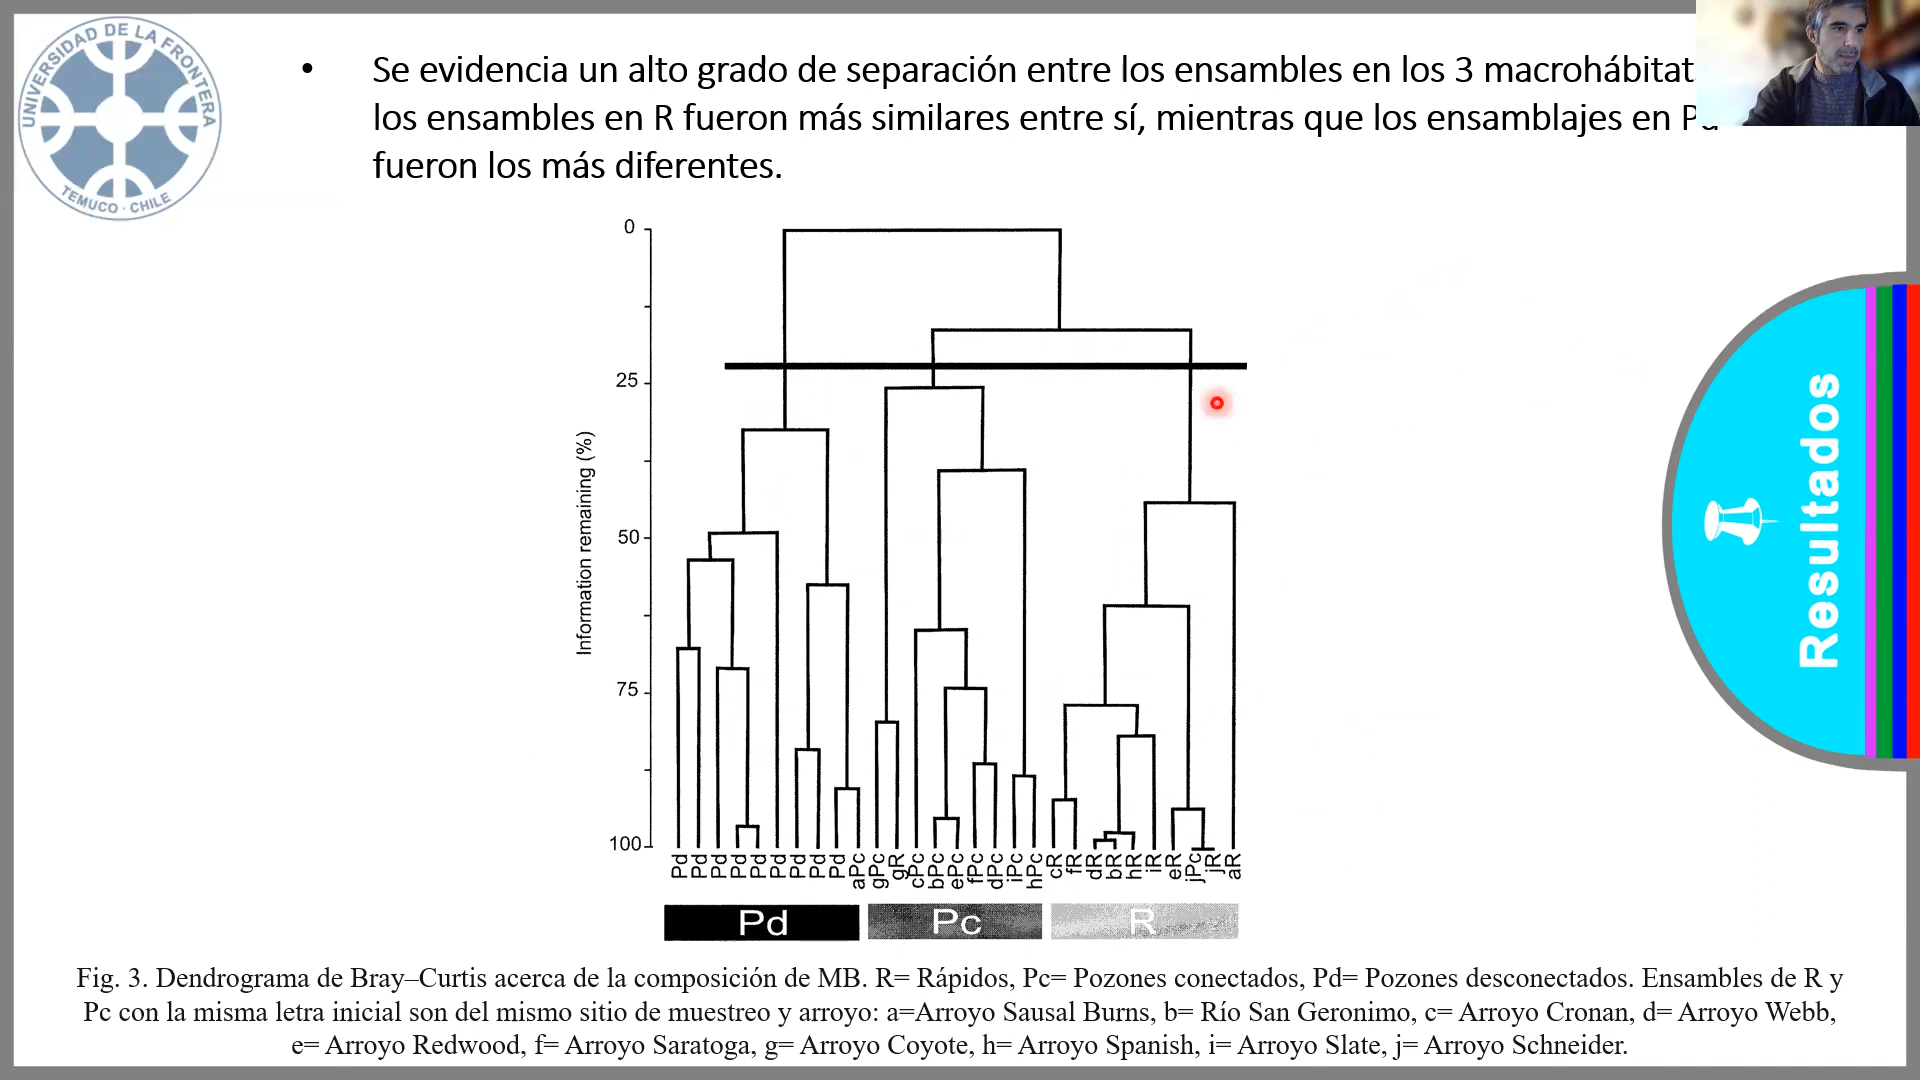 UNIVERSIDAD DE LA FRONTERA
TEMUCO · CHILE
• Se evidencia un alto grado de separación entre los ensambles en los 3 macrohábitat
los ensambles en R fueron más similares entre sí, mientras que los ensamblajes en Pd
fueron los más diferentes.
0
25
50
75
100
Information remaining (%)
Pd Pd Pd Pd Pd Pd Pd Pd Pd aPc gPc gR cPc bPc ePc fPc dPc iPc hPc cR fR dR bR hR iR eR jPc jR aR
Pd Pc R
Resultados
Fig. 3. Dendrograma de Bray–Curtis acerca de la composición de MB. R= Rápidos, Pc= Pozones conectados, Pd= Pozones desconectados. Ensambles de R y
Pc con la misma letra inicial son del mismo sitio de muestreo y arroyo: a=Arroyo Sausal Burns, b= Río San Geronimo, c= Arroyo Cronan, d= Arroyo Webb,
e= Arroyo Redwood, f= Arroyo Saratoga, g= Arroyo Coyote, h= Arroyo Spanish, i= Arroyo Slate, j= Arroyo Schneider.